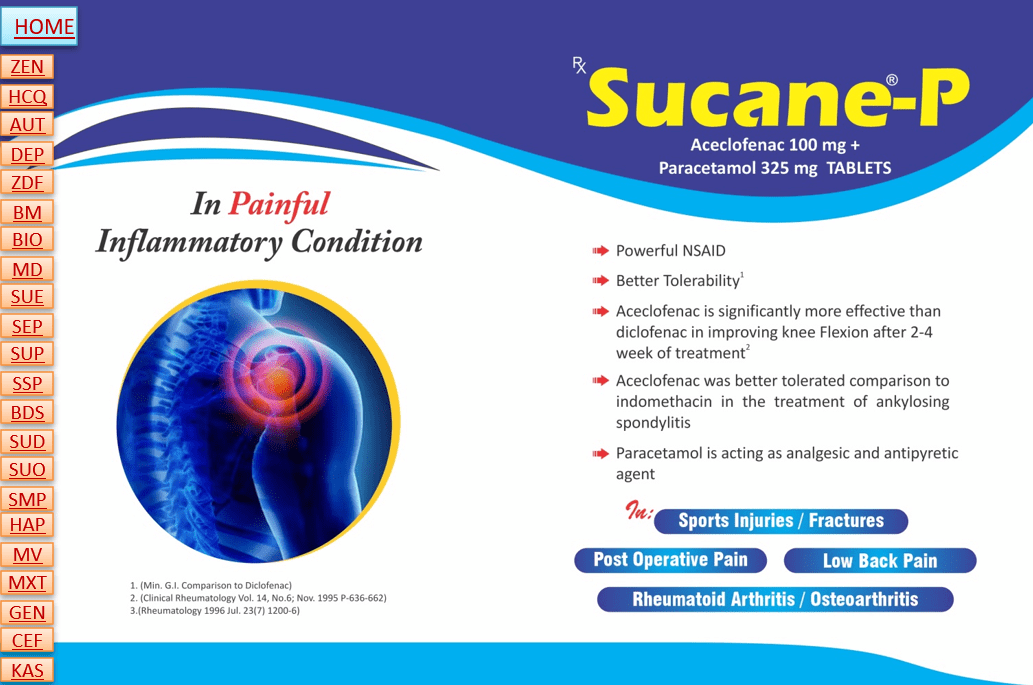 HOME
ZEN
HCQ
AUT
DEP
ZDF
BM
BIO
MD
SUE
SEP
SUP
SSP
BDS
SUD
SUO
SMP
HAP
MV
MXT
GEN
CEF
KAS
In Painful
Inflammatory Condition
1. (Min. G.I. Comparison to Diclofenac)
2. (Clinical Rheumatology Vol. 14, No.6; Nov. 1995 P-636-662)
3.(Rheumatology 1996 Jul. 23(7) 1200-6)
Rx Sucane®-P
Aceclofenac 100 mg +
Paracetamol 325 mg TABLETS
Powerful NSAID
Better Tolerability1
Aceclofenac is significantly more effective than
diclofenac in improving knee Flexion after 2-4
week of treatment2
Aceclofenac was better tolerated comparison to
indomethacin in the treatment of ankylosing
spondylitis
Paracetamol is acting as analgesic and antipyretic
agent
In:
Sports Injuries / Fractures
Post Operative Pain
Low Back Pain
Rheumatoid Arthritis / Osteoarthritis